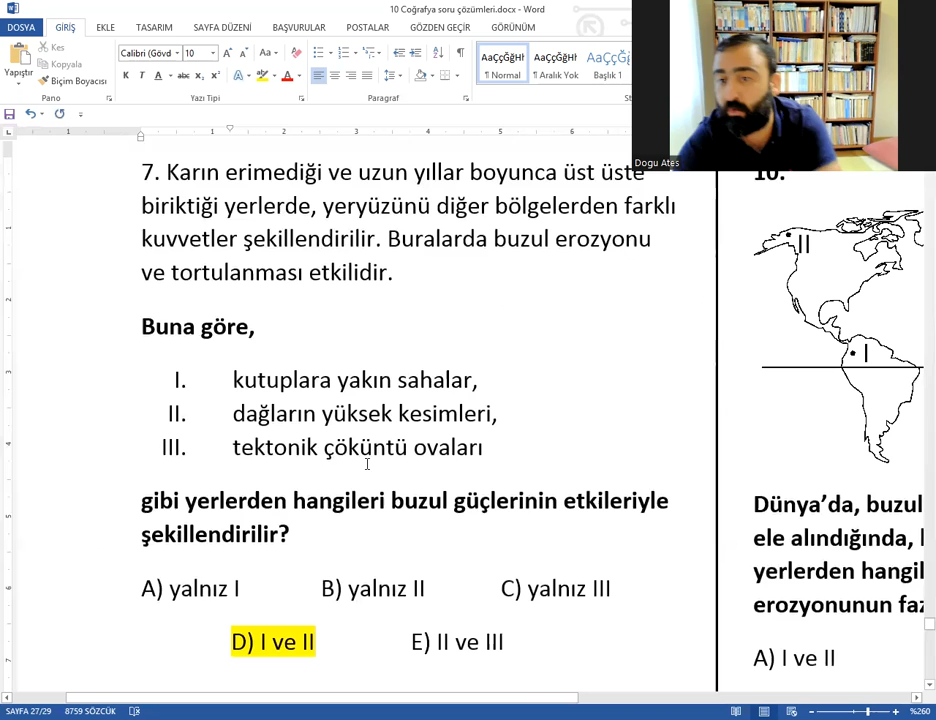 10 Coğrafya soru çözümleri.docx - Word
DOSYA GİRİŞ EKLE TASARIM SAYFA DÜZENİ BAŞVURULAR POSTALAR GÖZDEN GEÇİR GÖRÜNÜM
Yapıştır
Kes
Kopyala
Biçim Boyacısı
Calibri (Gövd 10
AaÇçĞğHl AaÇçĞğHl AaÇçĞğ
¶ Normal ¶ Aralık Yok Başlık 1
Pano Yazı Tipi Paragraf
Dogu Ates
7. Karın erimediği ve uzun yıllar boyunca üst üste
biriktiği yerlerde, yeryüzünü diğer bölgelerden farklı
kuvvetler şekillendirilir. Buralarda buzul erozyonu
ve tortulanması etkilidir.
Buna göre,
I. kutuplara yakın sahalar,
II. dağların yüksek kesimleri,
III. tektonik çöküntü ovaları
gibi yerlerden hangileri buzul güçlerinin etkileriyle
şekillendirilir?
A) yalnız I B) yalnız II C) yalnız III
D) I ve II E) II ve III
10.
II
I
Dünya’da, buzul
ele alındığında,
yerlerden hangil
erozyonunun faz
A) I ve II
SAYFA 27/29 8759 SÖZCÜK
%260